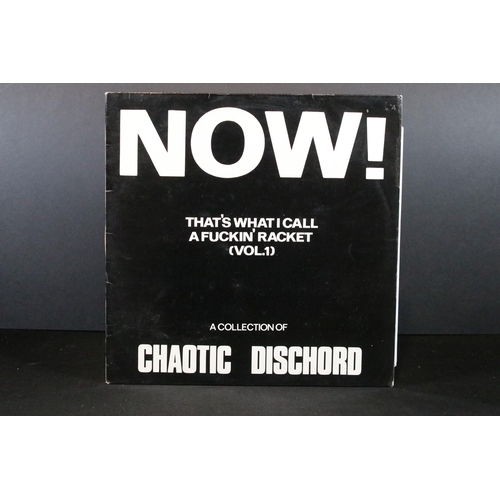 NOW!
THAT'S WHAT I CALL
A FUCKIN' RACKET
(VOL.1)
A COLLECTION OF
CHAOTIC DISCHORD